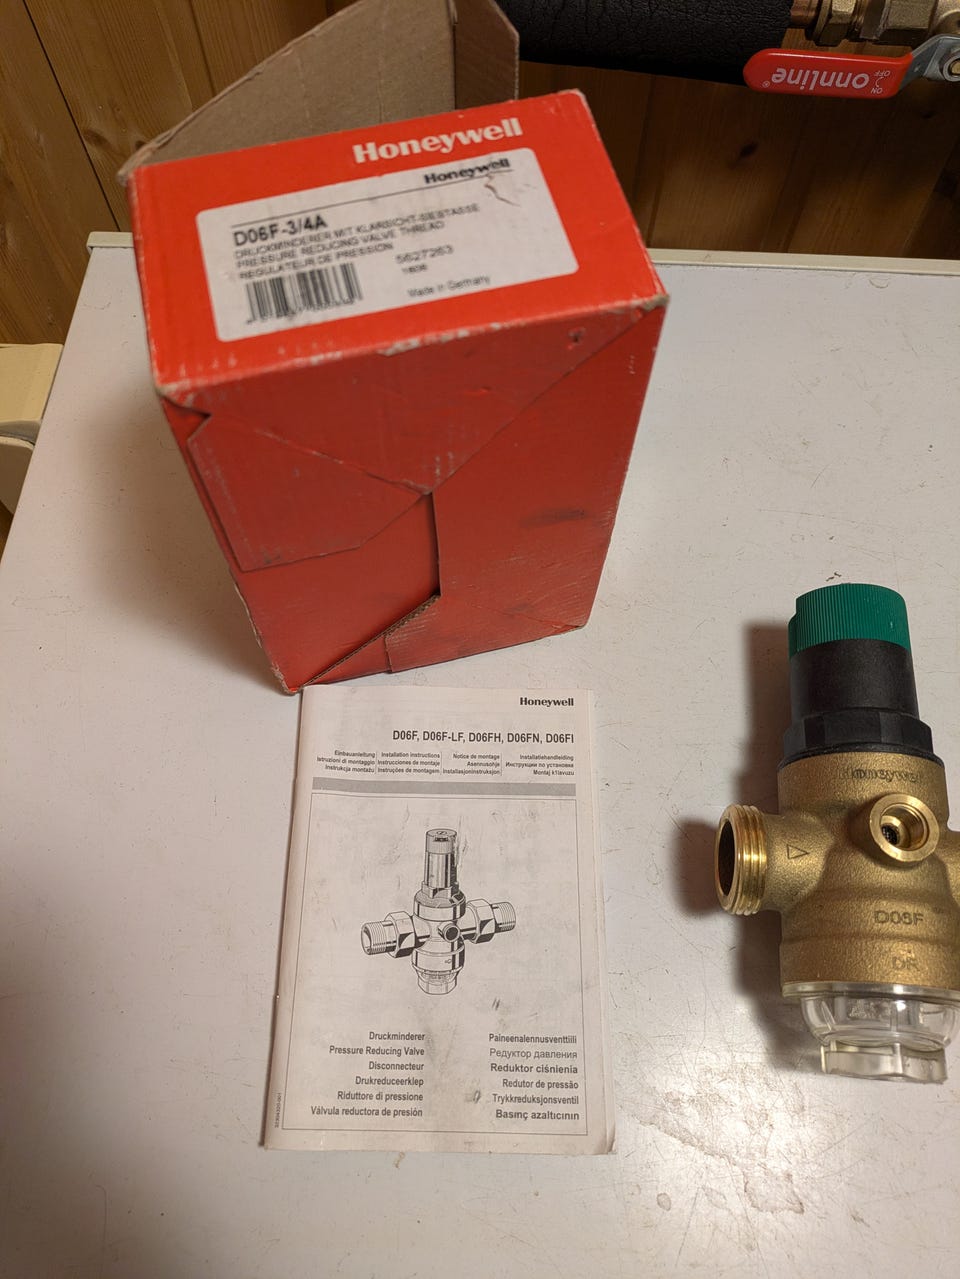 onnline®
ON
OFF
Honeywell
Honeywell
D06F-3/4A
DRUCKMINDERER MIT KLARSICHT-SIEBTASSE
PRESSURE REDUCING VALVE THREAD
REGULATEUR DE PRESSION
5627263
Made in Germany
Honeywell
D06F, D06F-LF, D06FH, D06FN, D06FI
Einbauanleitung Installation instructions Notice de montage Installatiehandleiding
Istruzioni di montaggio Instrucciones de montaje Asennusohje Инструкции по установке
Instrukcja montażu Instruções de montagem Installasjoninstruksjon Montaj kılavuzu
Druckminderer
Pressure Reducing Valve
Disconnecteur
Drukreduceerklep
Riduttore di pressione
Válvula reductora de presión
Paineenalennusventtiili
Редуктор давления
Reduktor ciśnienia
Redutor de pressão
Trykkreduksjonsventil
Basınç azaltıcının
Honeywell
D06F
DR